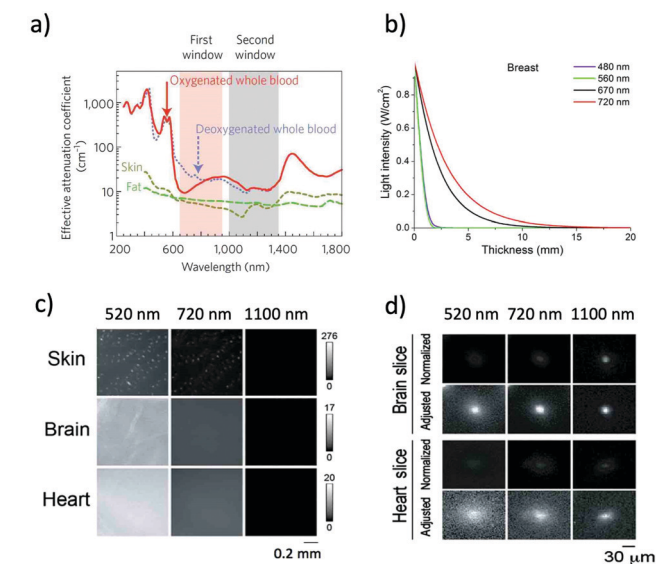 a)
First
window
Second
window
Oxygenated whole blood
Deoxygenated whole blood
Skin
Fat
Effective attenuation coefficient
(cm⁻¹)
1,000
100
10
1
200
600
1,000
1,400
1,800
Wavelength (nm)
b)
Breast
480 nm
560 nm
670 nm
720 nm
Light intensity (W/cm²)
0.8
0.6
0.4
0.2
0.0
0
5
10
15
20
Thickness (mm)
c)
520 nm
720 nm
1100 nm
Skin
276
0
Brain
17
0
Heart
20
0
0.2 mm
d)
520 nm
720 nm
1100 nm
Brain slice
Normalized
Adjusted
Heart slice
Normalized
Adjusted
30 μm